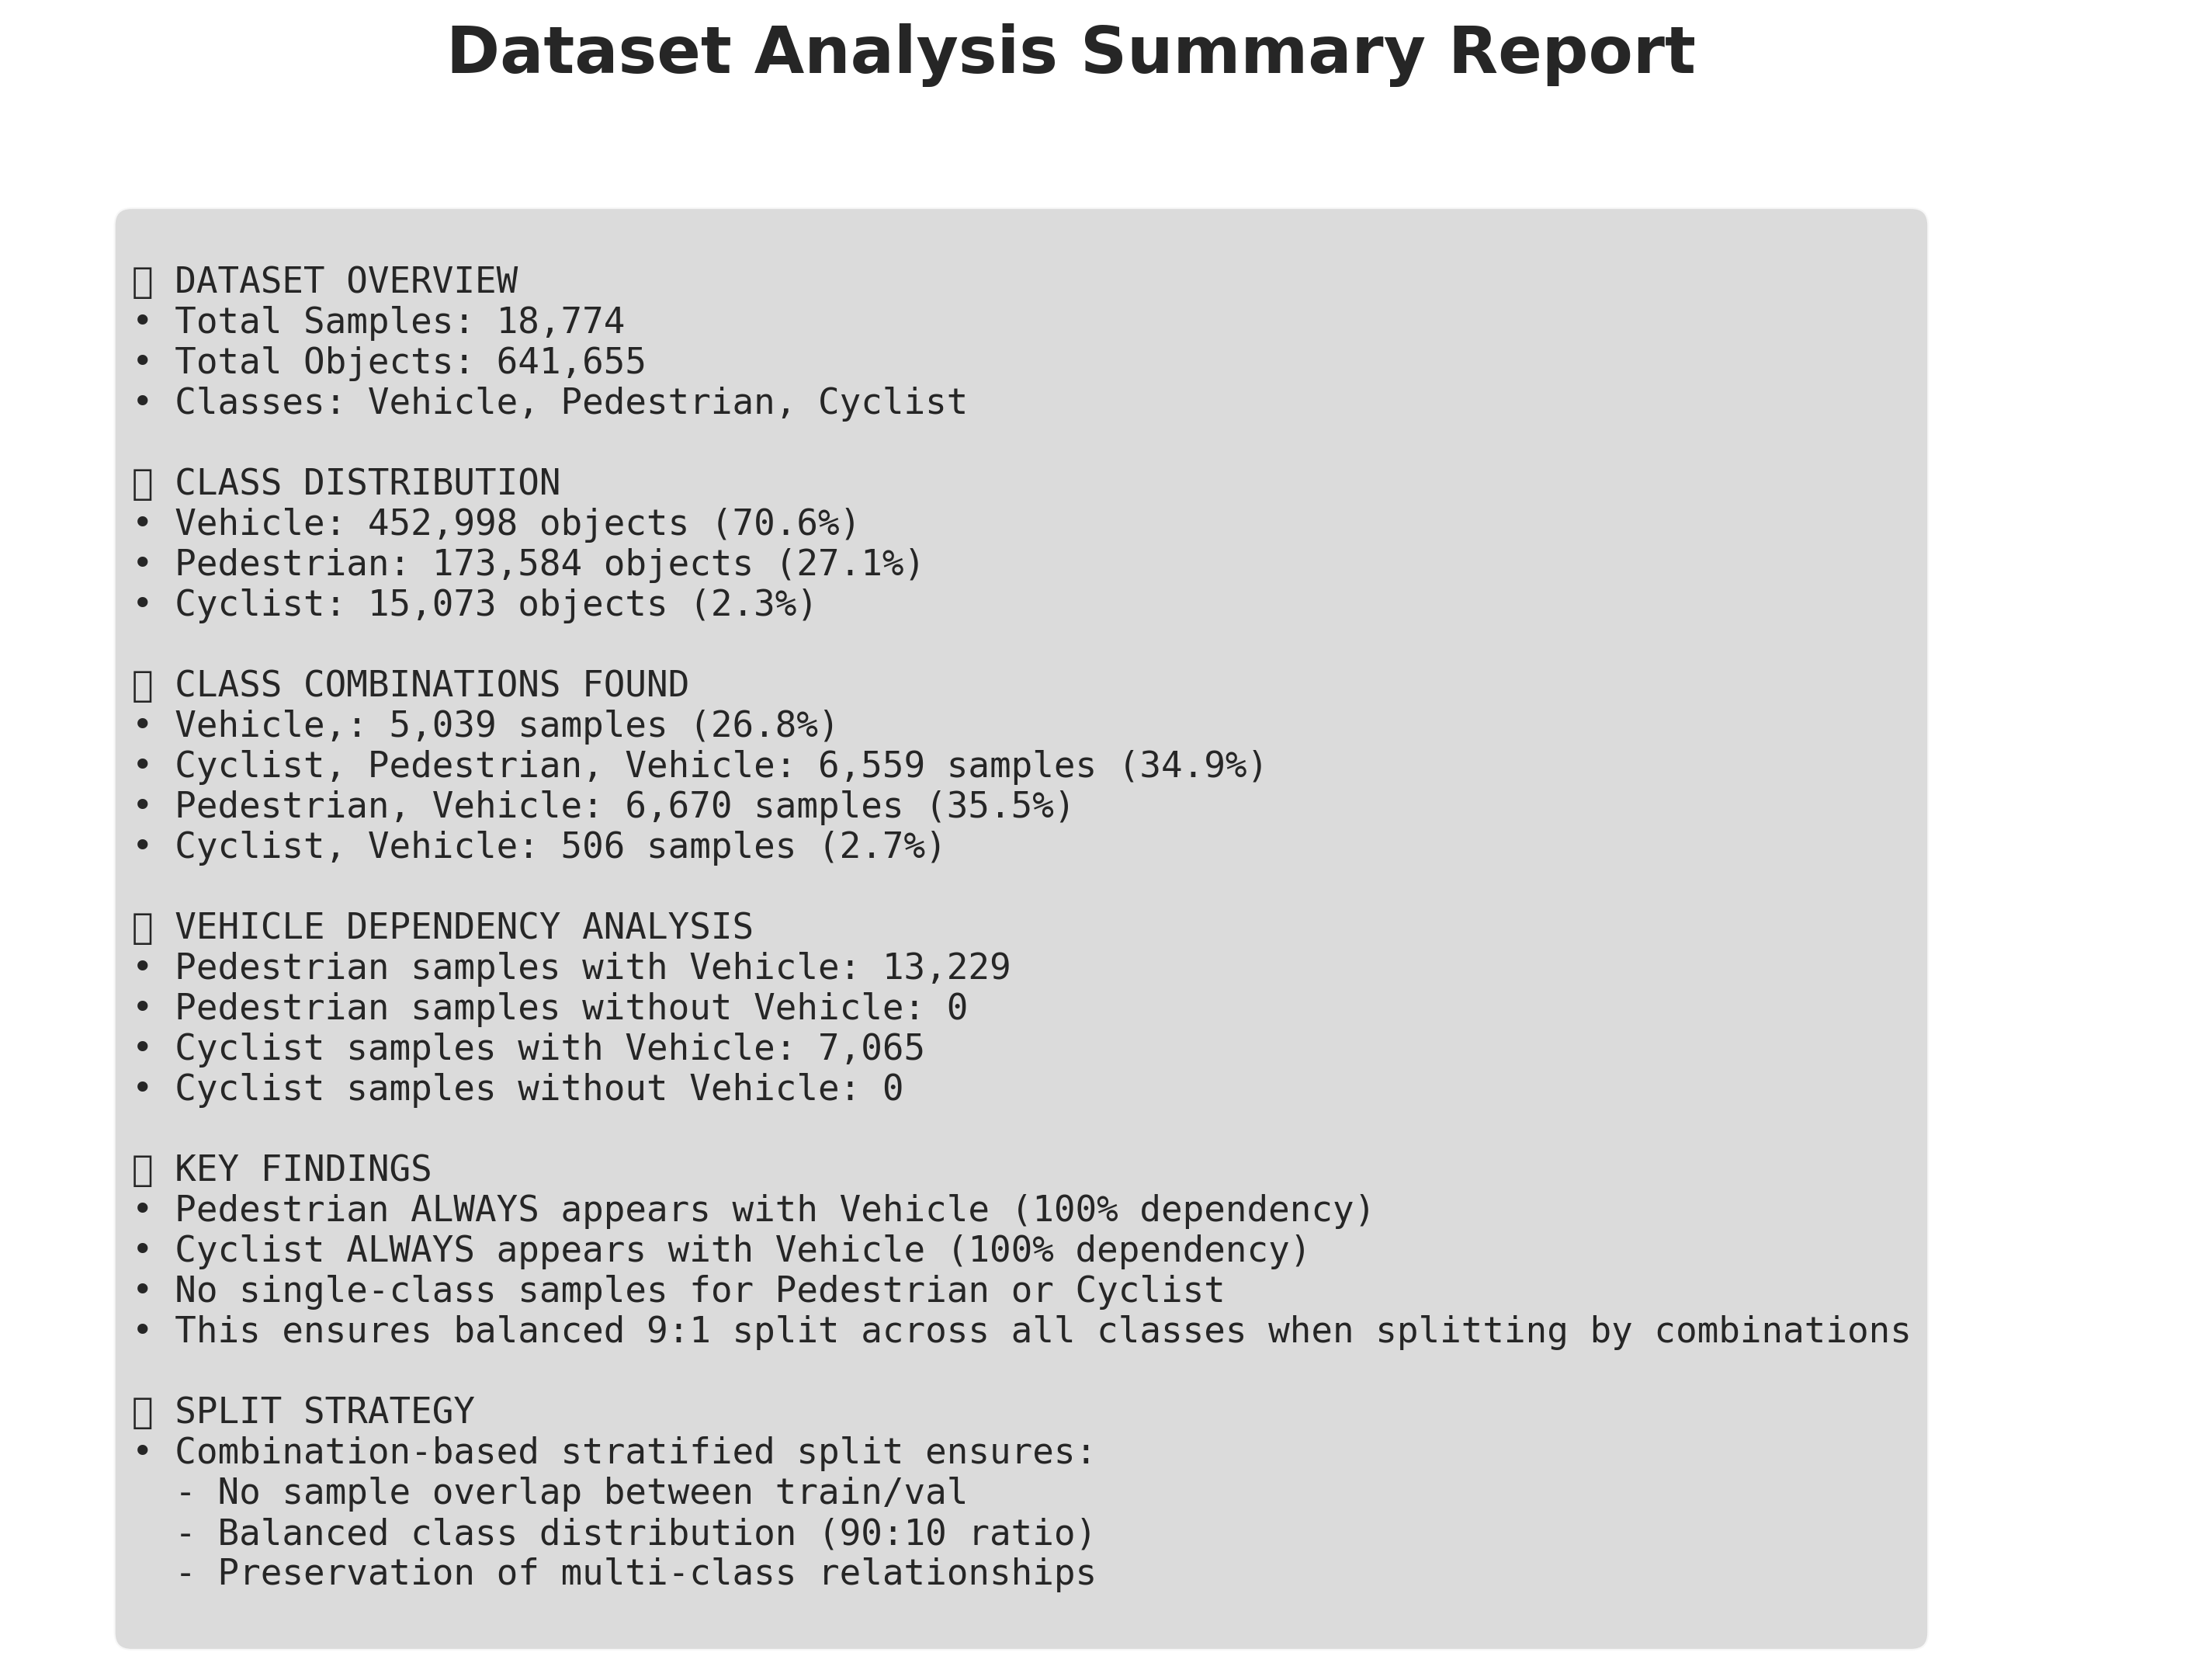 Dataset Analysis Summary Report
DATASET OVERVIEW
• Total Samples: 18,774
• Total Objects: 641,655
• Classes: Vehicle, Pedestrian, Cyclist
CLASS DISTRIBUTION
• Vehicle: 452,998 objects (70.6%)
• Pedestrian: 173,584 objects (27.1%)
• Cyclist: 15,073 objects (2.3%)
CLASS COMBINATIONS FOUND
• Vehicle,: 5,039 samples (26.8%)
• Cyclist, Pedestrian, Vehicle: 6,559 samples (34.9%)
• Pedestrian, Vehicle: 6,670 samples (35.5%)
• Cyclist, Vehicle: 506 samples (2.7%)
VEHICLE DEPENDENCY ANALYSIS
• Pedestrian samples with Vehicle: 13,229
• Pedestrian samples without Vehicle: 0
• Cyclist samples with Vehicle: 7,065
• Cyclist samples without Vehicle: 0
KEY FINDINGS
• Pedestrian ALWAYS appears with Vehicle (100% dependency)
• Cyclist ALWAYS appears with Vehicle (100% dependency)
• No single-class samples for Pedestrian or Cyclist
• This ensures balanced 9:1 split across all classes when splitting by combinations
SPLIT STRATEGY
• Combination-based stratified split ensures:
- No sample overlap between train/val
- Balanced class distribution (90:10 ratio)
- Preservation of multi-class relationships